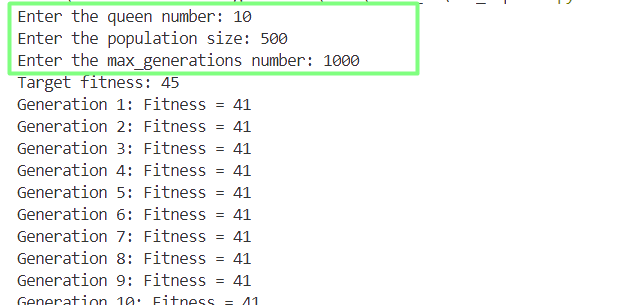 Enter the queen number: 10
Enter the population size: 500
Enter the max_generations number: 1000
Target fitness: 45
Generation 1: Fitness = 41
Generation 2: Fitness = 41
Generation 3: Fitness = 41
Generation 4: Fitness = 41
Generation 5: Fitness = 41
Generation 6: Fitness = 41
Generation 7: Fitness = 41
Generation 8: Fitness = 41
Generation 9: Fitness = 41
Generation 10: Fitness = 41